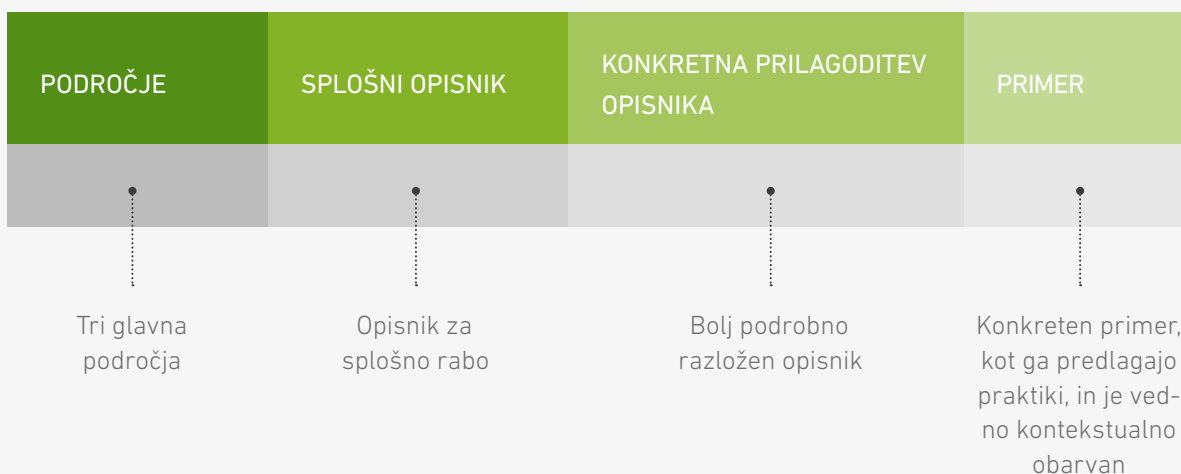 PODROČJE
SPLOŠNI OPISNIK
KONKRETNA PRILAGODITEV
OPISNIKA
PRIMER
Tri glavna
področja
Opisnik za
splošno rabo
Bolj podrobno
razložen opisnik
Konkreten primer,
kot ga predlagajo
praktiki, in je ved-
no kontekstualno
obarvan